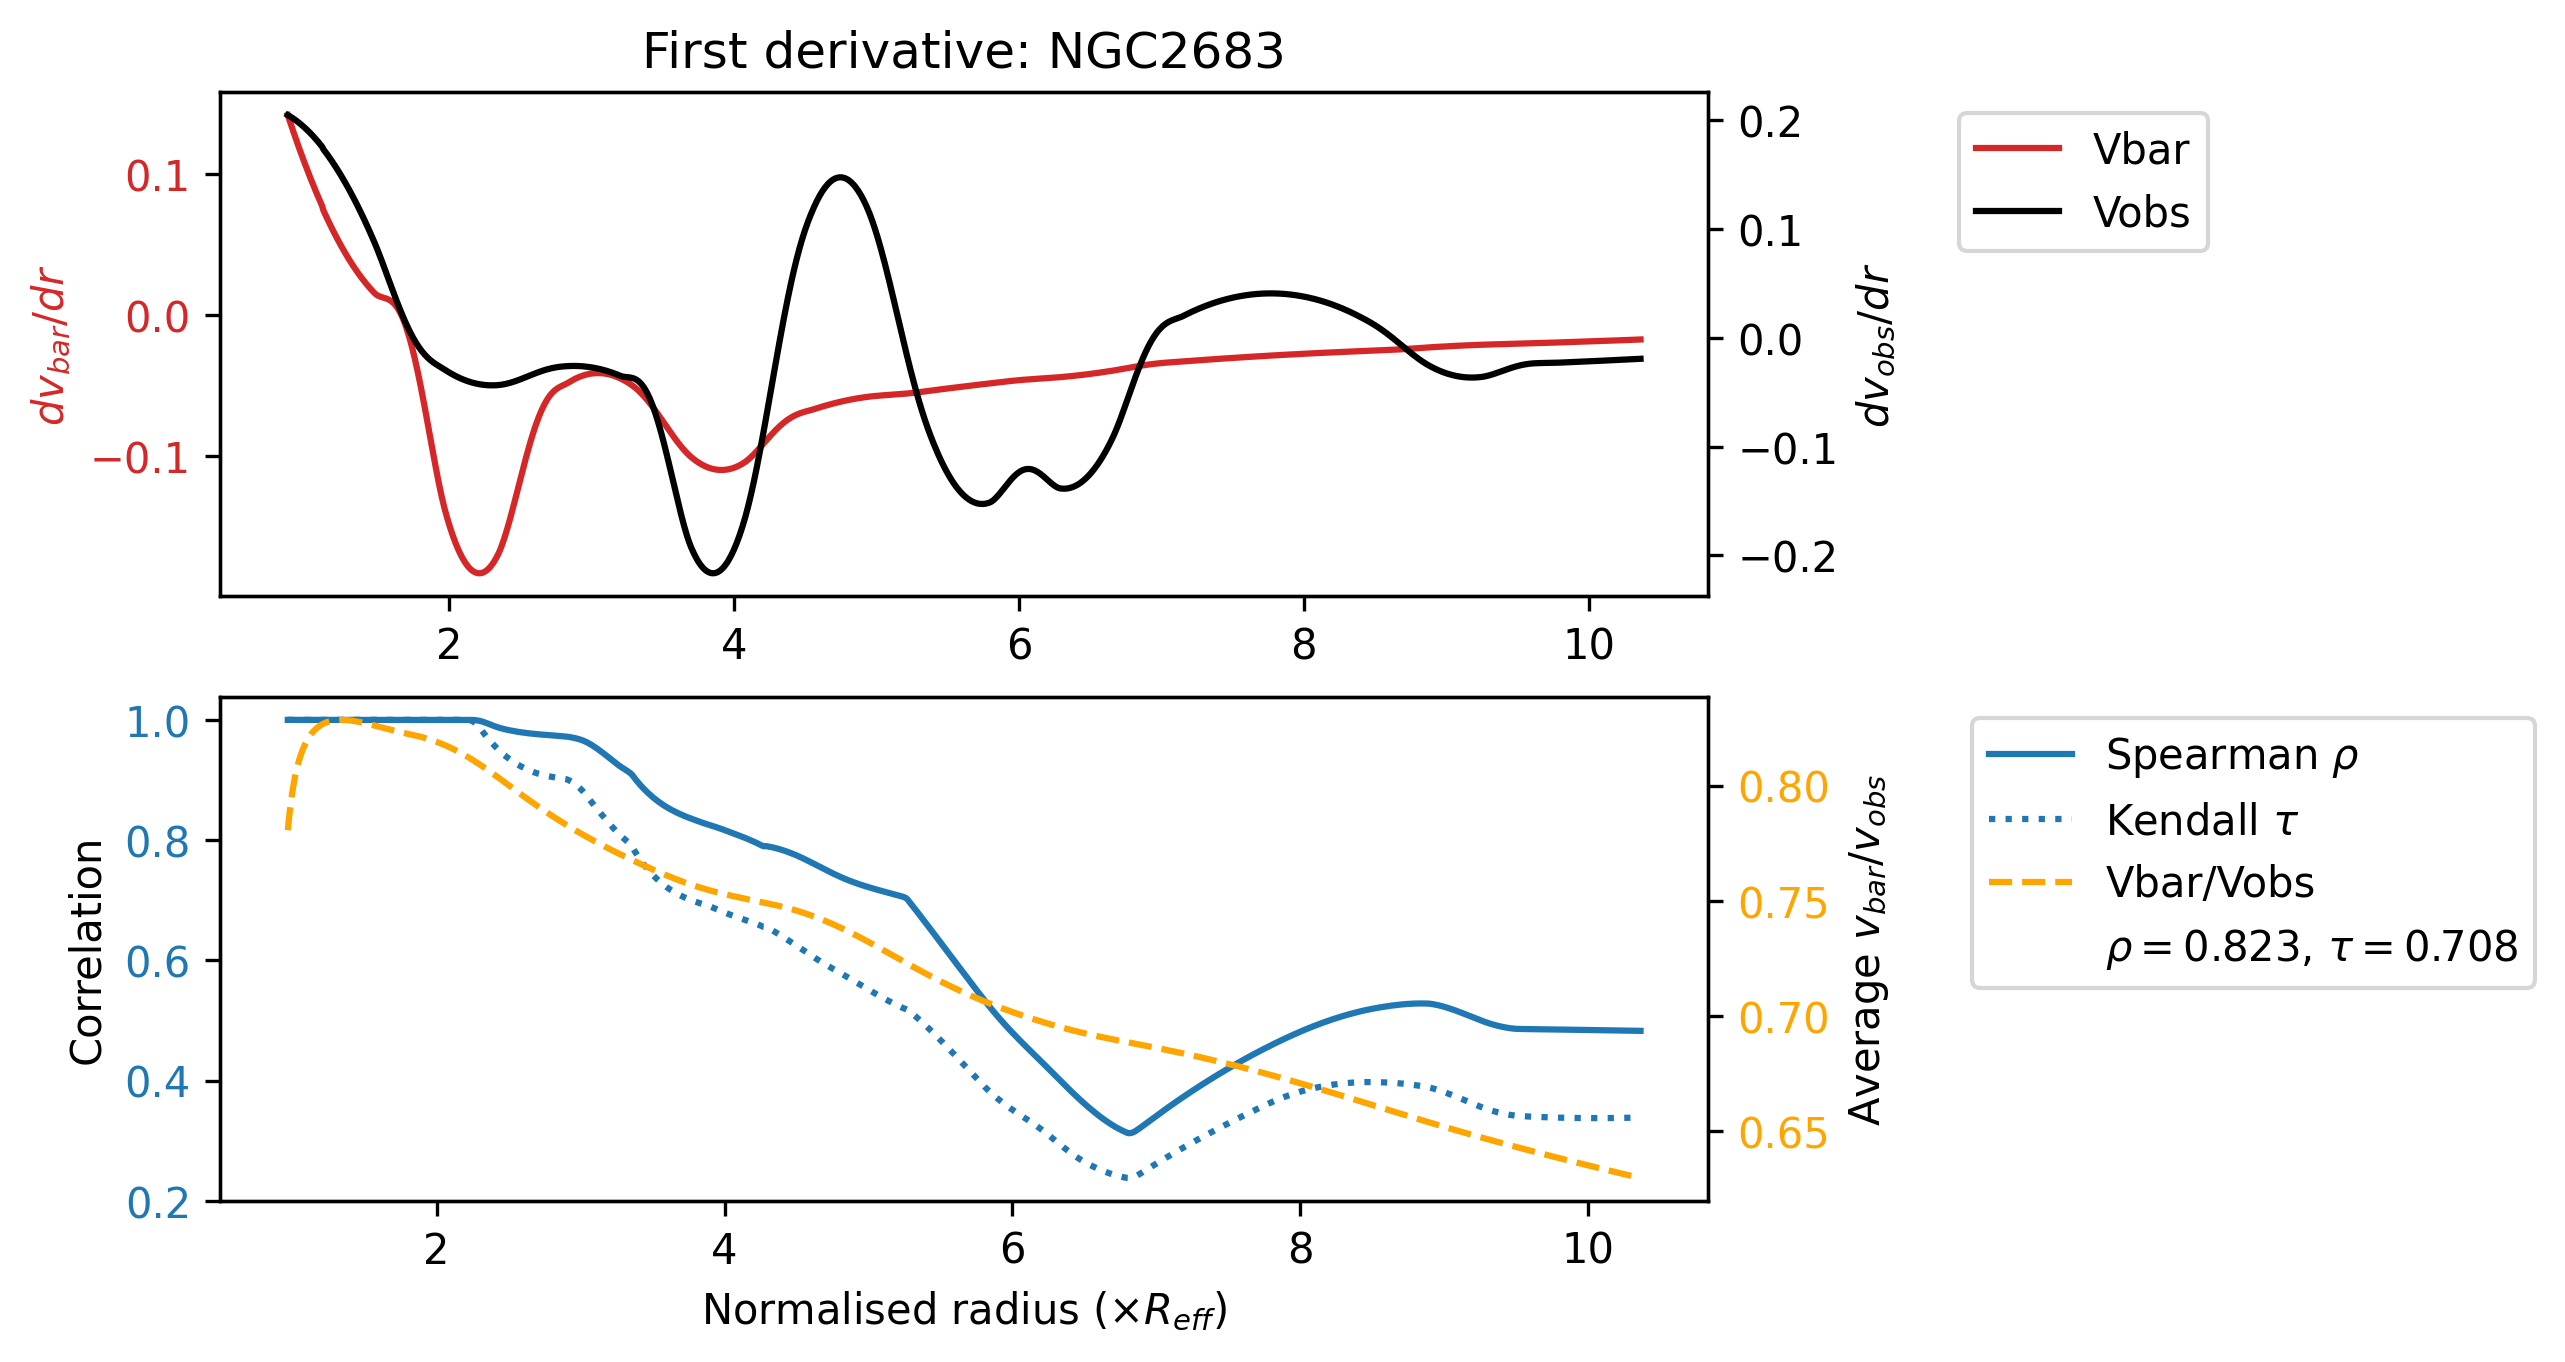 First derivative: NGC2683
0.1
0.0
−0.1
dv_bar/dr
0.2
0.1
0.0
−0.1
−0.2
dv_obs/dr
2 4 6 8 10
Vbar
Vobs
1.0
0.8
0.6
0.4
0.2
Correlation
0.80
0.75
0.70
0.65
Average v_bar/v_obs
2 4 6 8 10
Normalised radius (×R_eff)
Spearman ρ
Kendall τ
Vbar/Vobs
ρ = 0.823, τ = 0.708